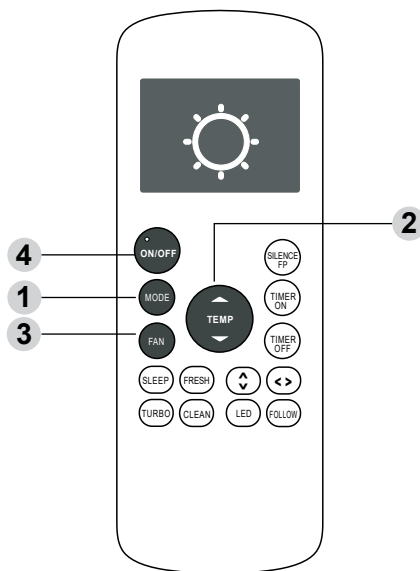 2
4
ON/OFF
SILENCE
FP
1
MODE
TEMP
TIMER
ON
3
FAN
TIMER
OFF
SLEEP
FRESH
TURBO
CLEAN
LED
FOLLOW